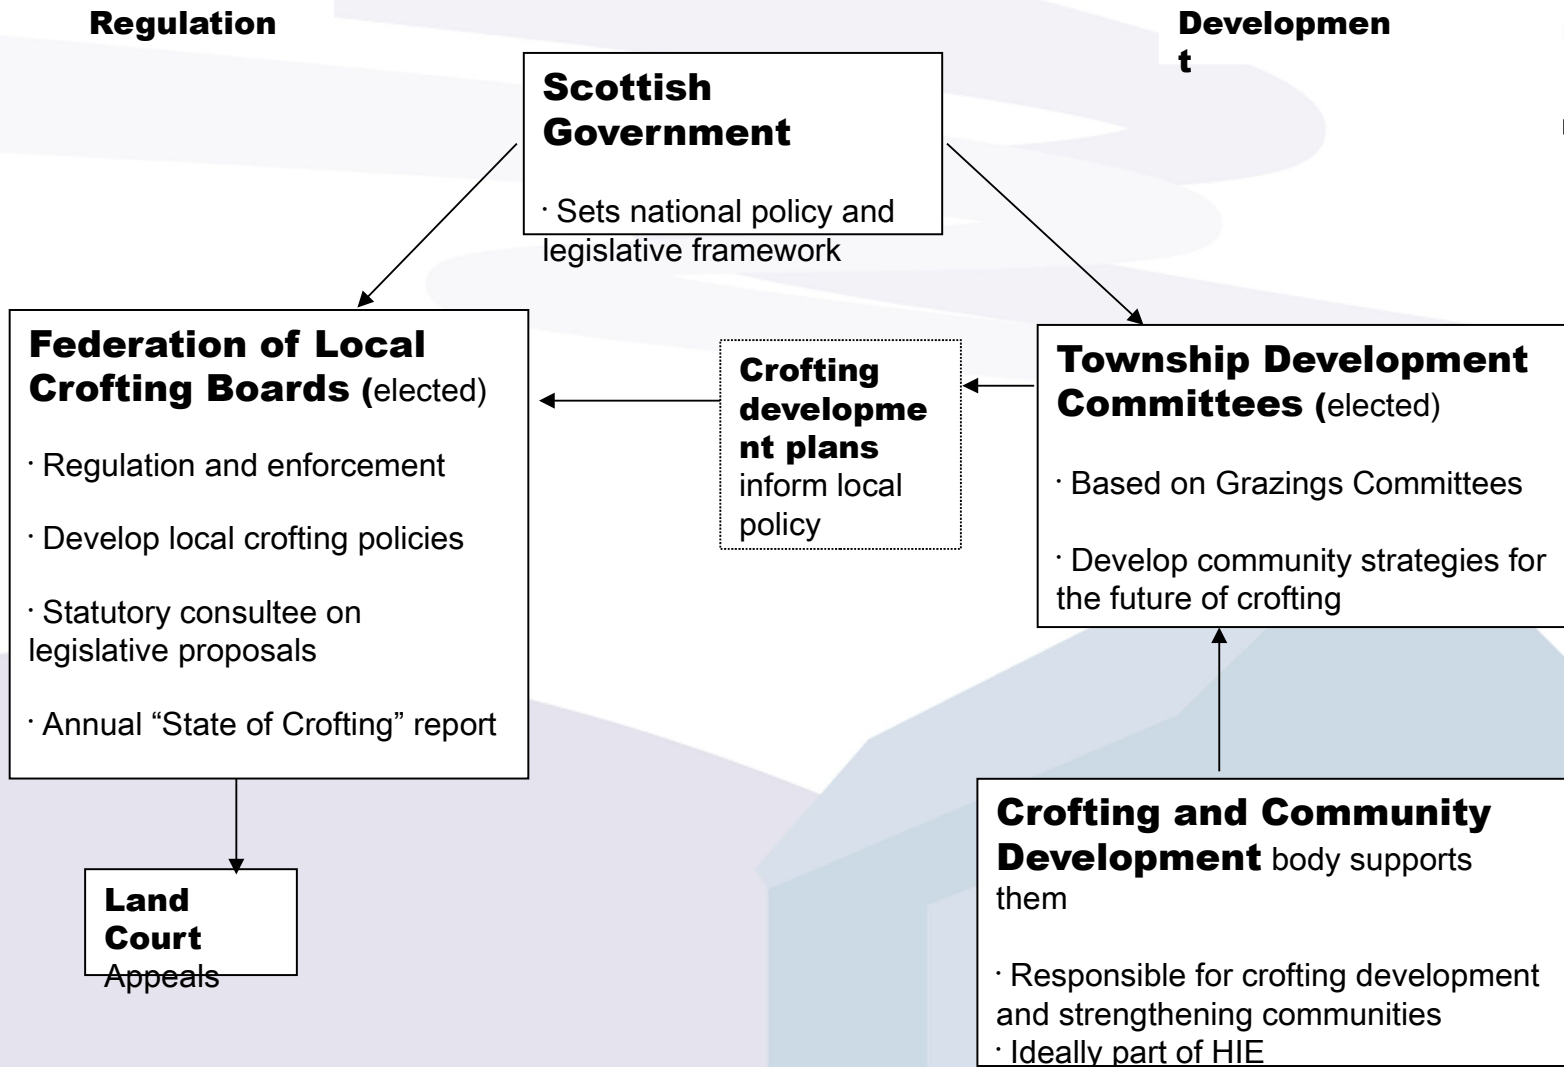 Regulation
Developmen
t
Scottish
Government
· Sets national policy and
legislative framework
Federation of Local
Crofting Boards (elected)
· Regulation and enforcement
· Develop local crofting policies
· Statutory consultee on
legislative proposals
· Annual “State of Crofting” report
Crofting
developme
nt plans
inform local
policy
Township Development
Committees (elected)
· Based on Grazings Committees
· Develop community strategies for
the future of crofting
Land
Court
Appeals
Crofting and Community
Development body supports
them
· Responsible for crofting development
and strengthening communities
· Ideally part of HIE